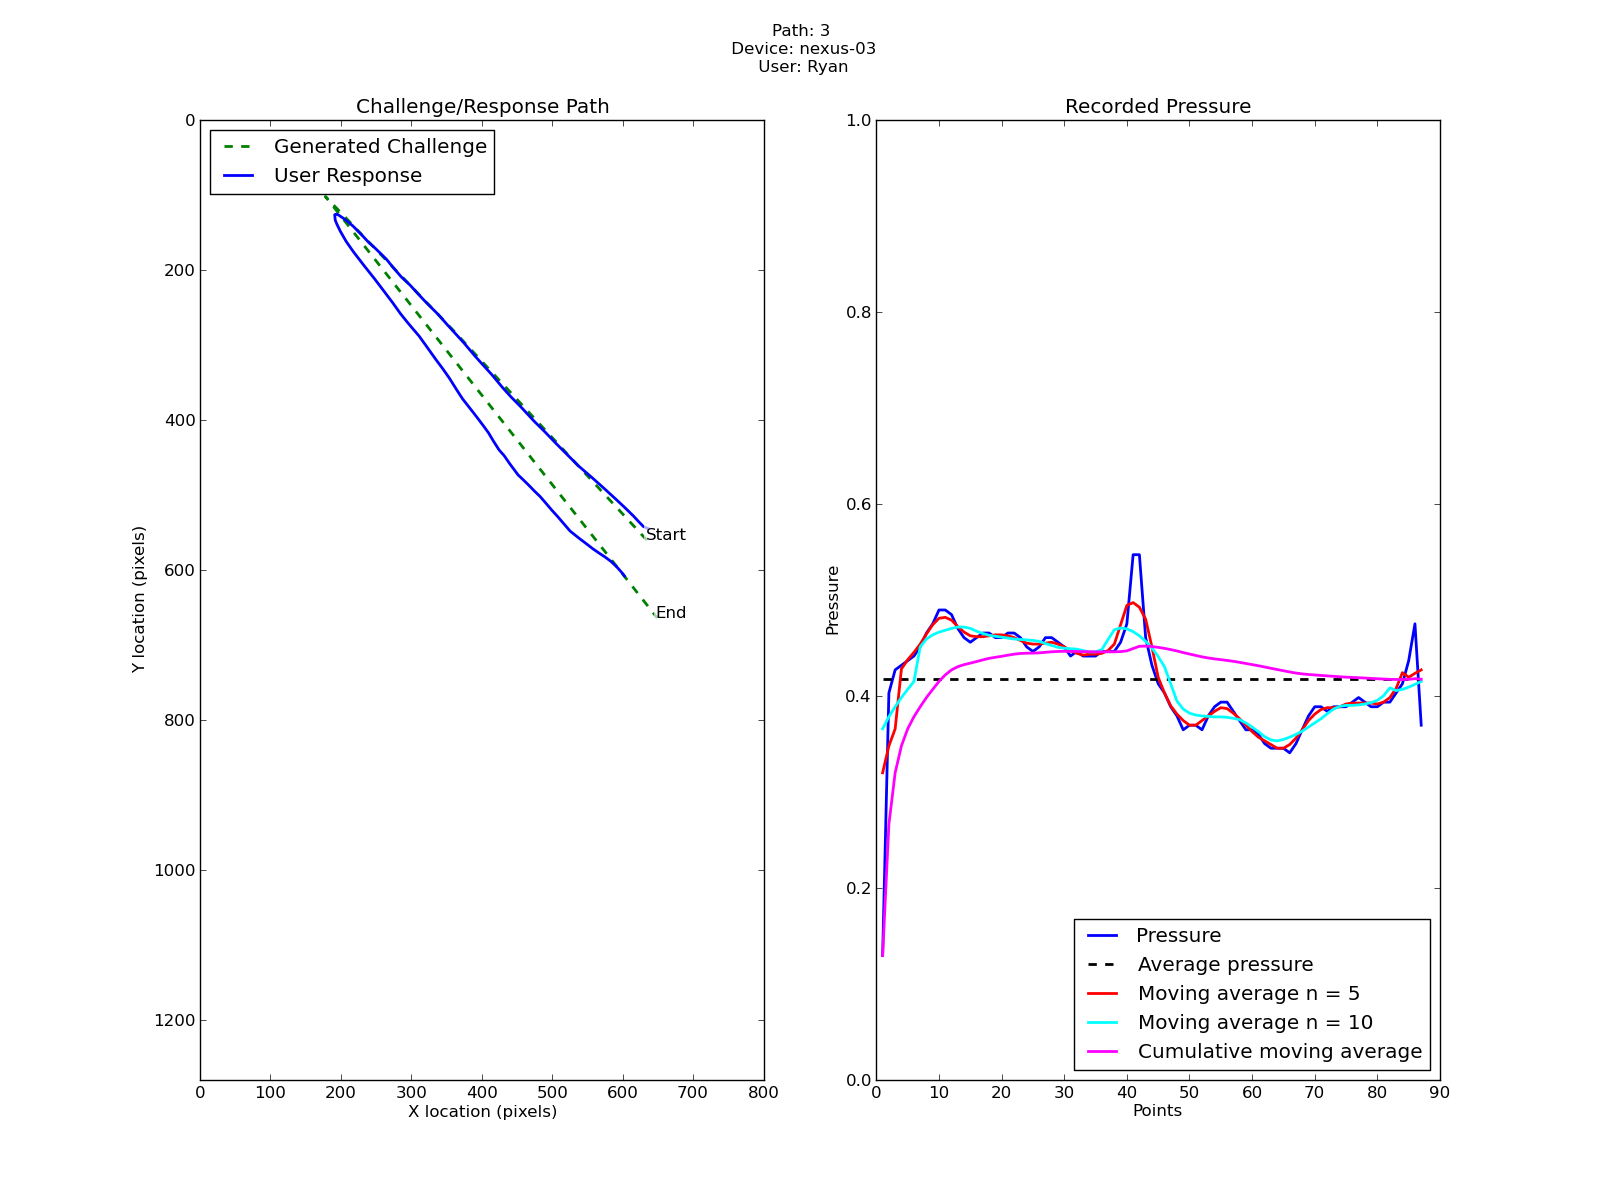 Path: 3
Device: nexus-03
User: Ryan
Challenge/Response Path
Generated Challenge
User Response
0
200
400
600
800
1000
1200
Y location (pixels)
Start
End
0 100 200 300 400 500 600 700 800
X location (pixels)
Recorded Pressure
1.0
0.8
0.6
0.4
0.2
0.0
Pressure
Pressure
Average pressure
Moving average n = 5
Moving average n = 10
Cumulative moving average
0 10 20 30 40 50 60 70 80 90
Points